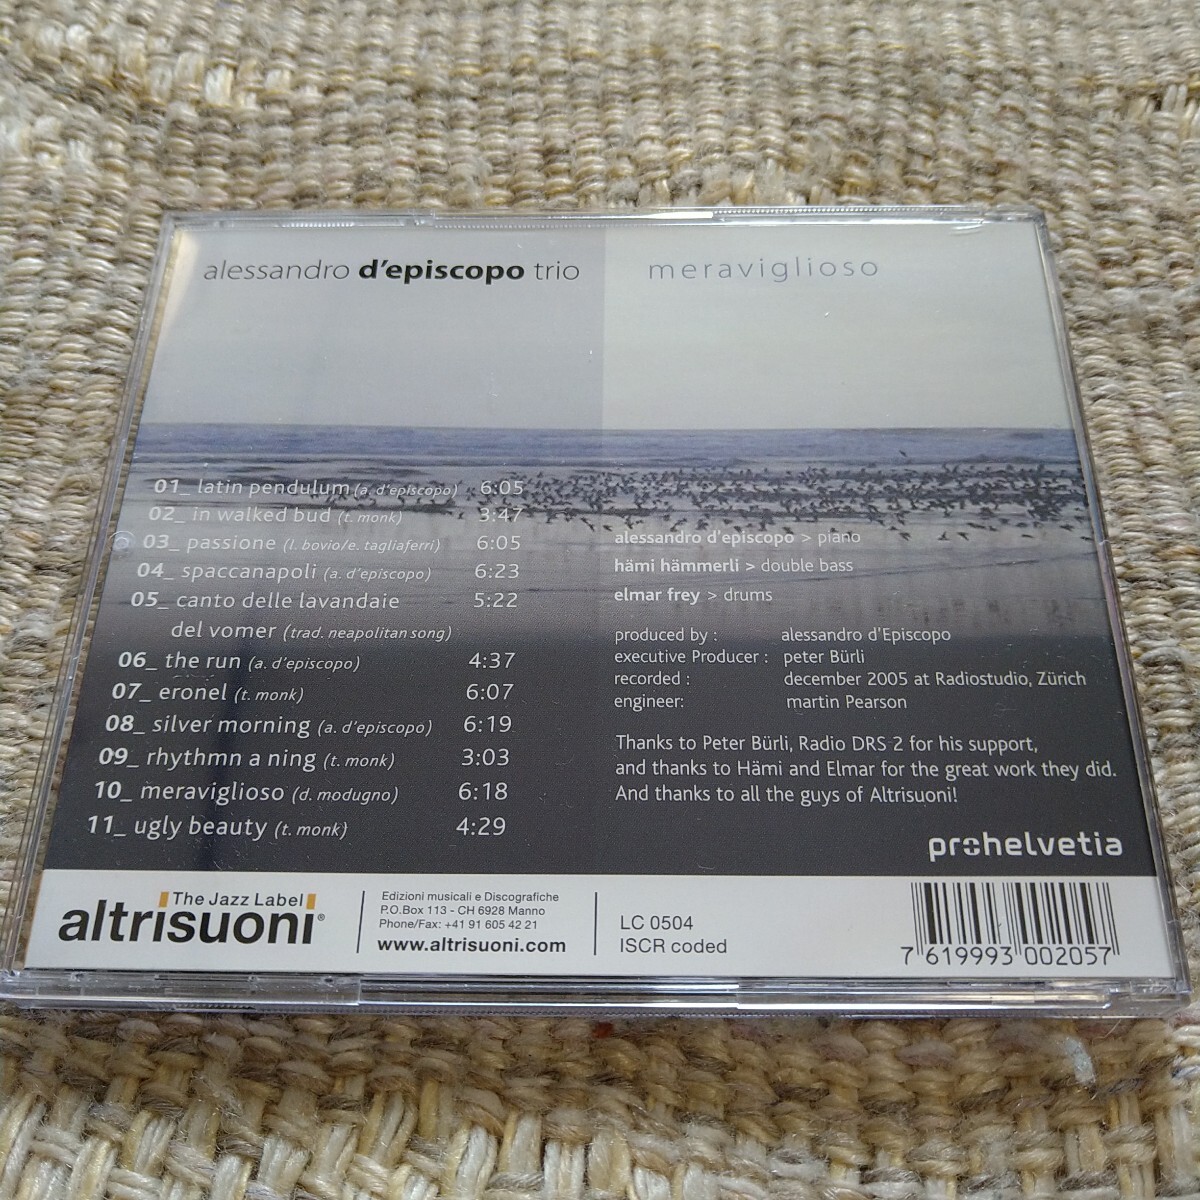 alessandro d'episcopo trio
meraviglioso
01_ latin pendulum (a. d'episcopo) 6:05
02_ in walked bud (t. monk) 3:47
03_ passione (l. bovio/e. tagliaferri) 6:05
04_ spaccanapoli (a. d'episcopo) 6:23
05_ canto delle lavandaie 5:22
del vomer (trad. neapolitan song)
06_ the run (a. d'episcopo) 4:37
07_ eronel (t. monk) 6:07
08_ silver morning (a. d'episcopo) 6:19
09_ rhythmn a ning (t. monk) 3:03
10_ meraviglioso (d. modugno) 6:18
11_ ugly beauty (t. monk) 4:29
alessandro d'episcopo > piano
hämi hämmerli > double bass
elmar frey > drums
produced by : alessandro d'Episcopo
executive Producer : peter Bürli
recorded : december 2005 at Radiostudio, Zürich
engineer: martin Pearson
Thanks to Peter Bürli, Radio DRS 2 for his support,
and thanks to Hämi and Elmar for the great work they did.
And thanks to all the guys of Altrisuoni!
prohelvetia
The Jazz Label
altrisuoni®
Edizioni musicali e Discografiche
P.O.Box 113 - CH 6928 Manno
Phone/Fax: +41 91 605 42 21
www.altrisuoni.com
LC 0504
ISCR coded
7 619993 002057